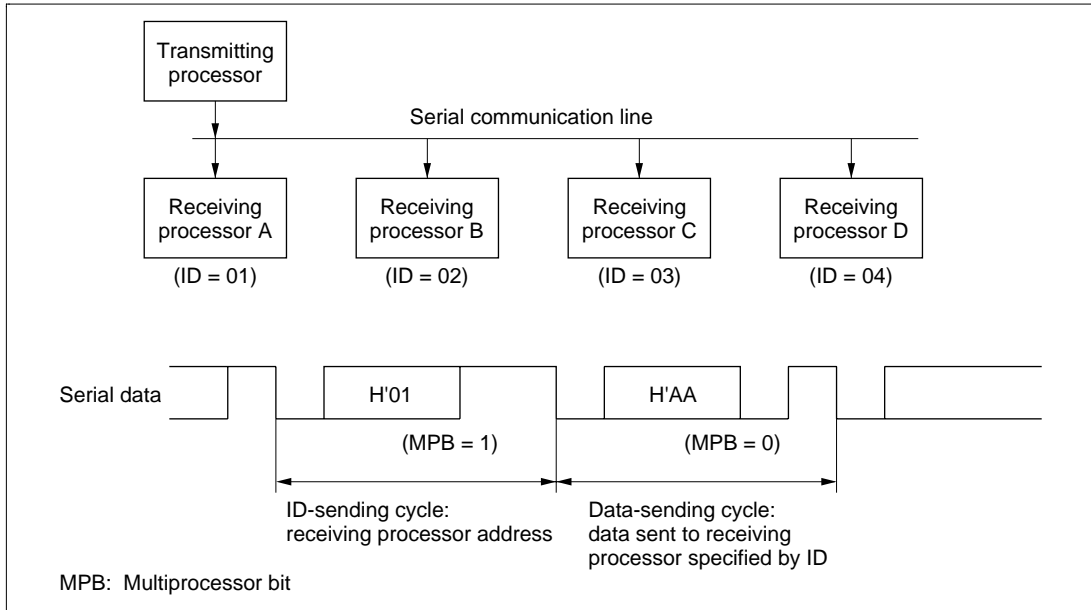 Transmitting
processor
Serial communication line
Receiving
processor A
Receiving
processor B
Receiving
processor C
Receiving
processor D
(ID = 01)
(ID = 02)
(ID = 03)
(ID = 04)
Serial data
H'01
H'AA
(MPB = 1)
(MPB = 0)
ID-sending cycle:
receiving processor address
Data-sending cycle:
data sent to receiving
processor specified by ID
MPB: Multiprocessor bit